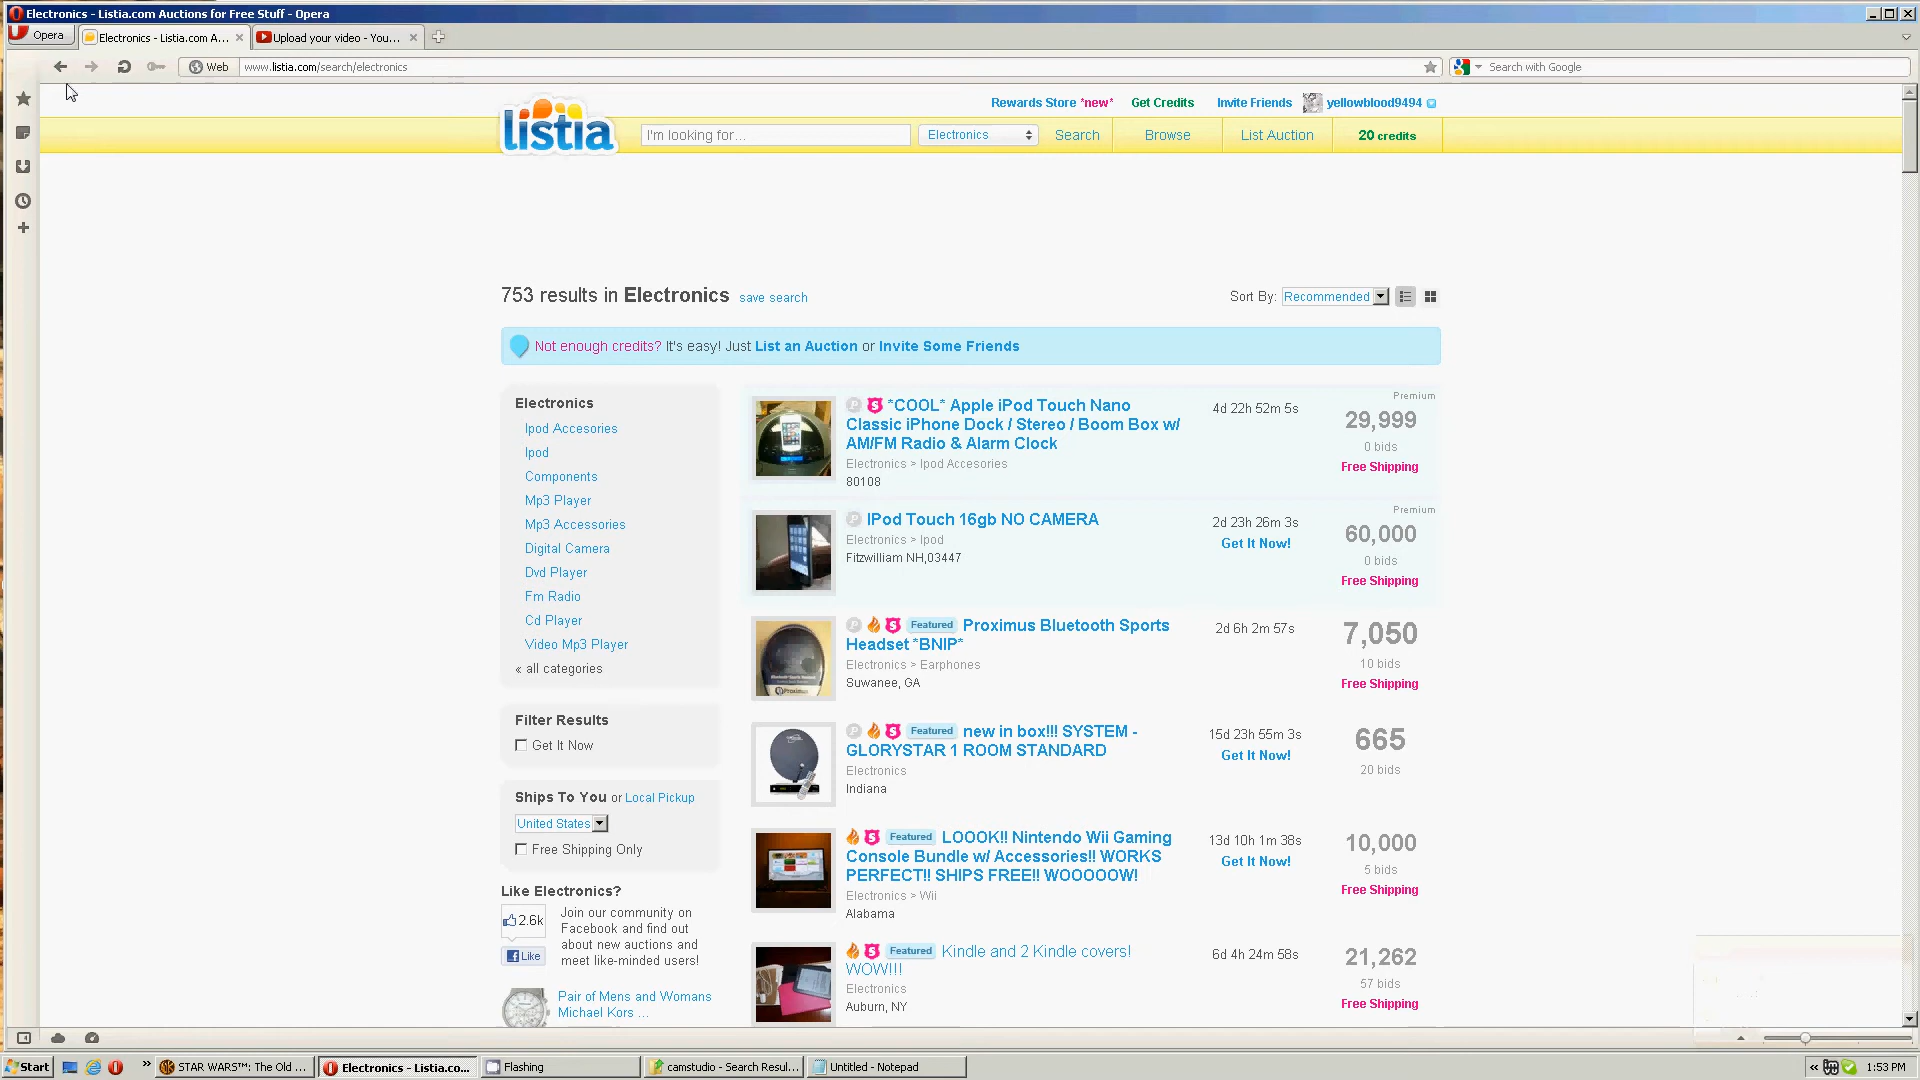 Electronics - Listia.com Auctions for Free Stuff - Opera
Opera
Electronics - Listia.com A...
Upload your video - You...
Web
www.listia.com/search/electronics
Search with Google
Rewards Store *new*
Get Credits
Invite Friends
yellowblood9494
listia
I'm looking for...
Electronics
Search
Browse
List Auction
20 credits
753 results in Electronics save search
Sort By: Recommended
Not enough credits? It's easy! Just List an Auction or Invite Some Friends
Electronics
Ipod Accesories
Ipod
Components
Mp3 Player
Mp3 Accessories
Digital Camera
Dvd Player
Fm Radio
Cd Player
Video Mp3 Player
« all categories
Filter Results
Get It Now
Ships To You or Local Pickup
United States
Free Shipping Only
Like Electronics?
2.6k
Like
Join our community on
Facebook and find out
about new auctions and
meet like-minded users!
Pair of Mens and Womans
Michael Kors ...
*COOL* Apple iPod Touch Nano
Classic iPhone Dock / Stereo / Boom Box w/
AM/FM Radio & Alarm Clock
Electronics > Ipod Accesories
80108
4d 22h 52m 5s
Premium
29,999
0 bids
Free Shipping
IPod Touch 16gb NO CAMERA
Electronics > Ipod
Fitzwilliam NH,03447
2d 23h 26m 3s
Get It Now!
Premium
60,000
0 bids
Free Shipping
Featured Proximus Bluetooth Sports
Headset *BNIP*
Electronics > Earphones
Suwanee, GA
2d 6h 2m 57s
7,050
10 bids
Free Shipping
Featured new in box!!! SYSTEM -
GLORYSTAR 1 ROOM STANDARD
Electronics
Indiana
15d 23h 55m 3s
Get It Now!
665
20 bids
Featured LOOOK!! Nintendo Wii Gaming
Console Bundle w/ Accessories!! WORKS
PERFECT!! SHIPS FREE!! WOOOOOW!
Electronics > Wii
Alabama
13d 10h 1m 38s
Get It Now!
10,000
5 bids
Free Shipping
Featured Kindle and 2 Kindle covers!
WOW!!!
Electronics
Auburn, NY
6d 4h 24m 58s
21,262
57 bids
Free Shipping
Start
STAR WARS™: The Old ...
Electronics - Listia.co...
Flashing
camstudio - Search Resul...
Untitled - Notepad
1:53 PM